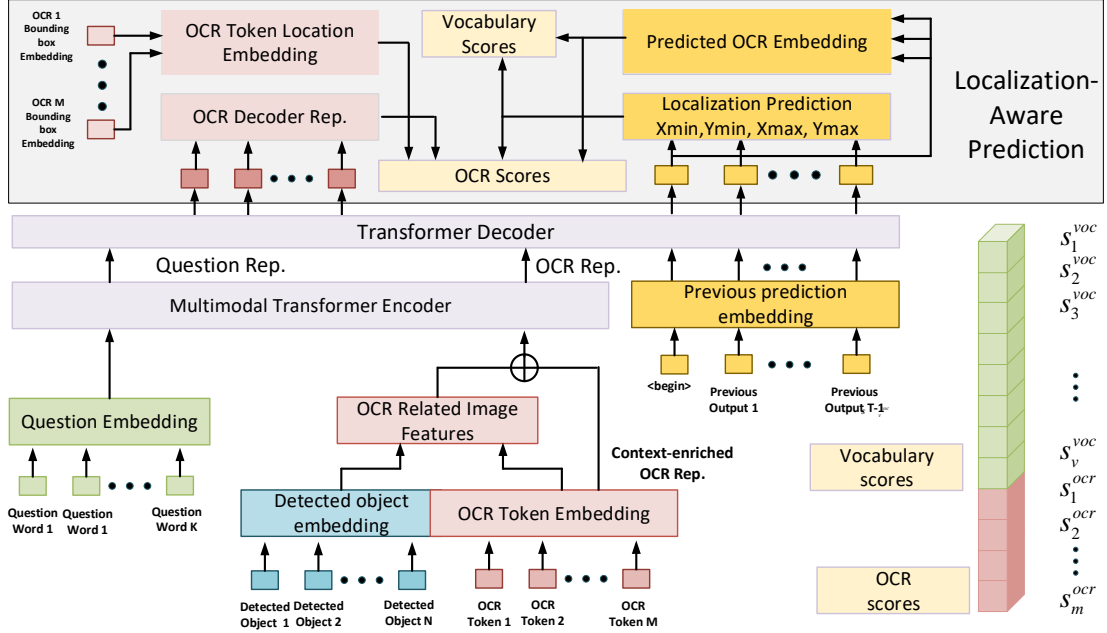 OCR 1
Bounding
box
Embedding
OCR M
Bounding
box
Embedding
OCR Token Location
Embedding
OCR Decoder Rep.
Vocabulary
Scores
OCR Scores
Predicted OCR Embedding
Localization Prediction
Xmin,Ymin, Xmax, Ymax
Localization-
Aware
Prediction
Transformer Decoder
Question Rep.
OCR Rep.
Multimodal Transformer Encoder
Previous prediction
embedding
<begin>
Previous
Output 1
Previous
Output, T-1
Question Embedding
Question
Word 1
Question
Word 1
Question
Word K
OCR Related Image
Features
Context-enriched
OCR Rep.
Detected object
embedding
OCR Token Embedding
Detected
Object 1
Detected
Object 2
Detected
Object N
OCR
Token 1
OCR
Token 2
OCR
Token M
Vocabulary
scores
OCR
scores
s_1^voc
s_2^voc
s_3^voc
s_v^voc
s_1^ocr
s_2^ocr
s_m^ocr